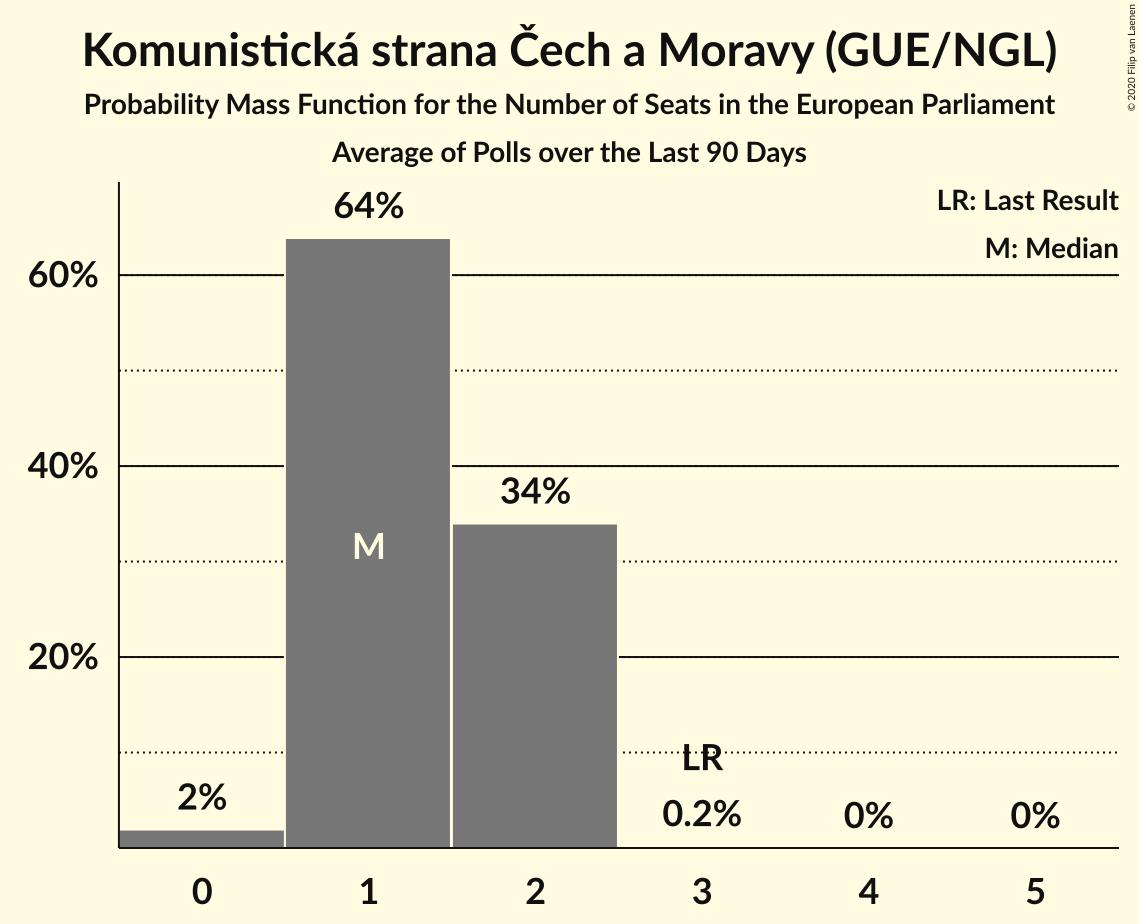 Komunistická strana Čech a Moravy (GUE/NGL)
Probability Mass Function for the Number of Seats in the European Parliament
Average of Polls over the Last 90 Days
© 2020 Filip van Laenen
LR: Last Result
M: Median
64%
60%
40%
34%
M
20%
LR
2%
0.2%
0%
0%
0 1 2 3 4 5